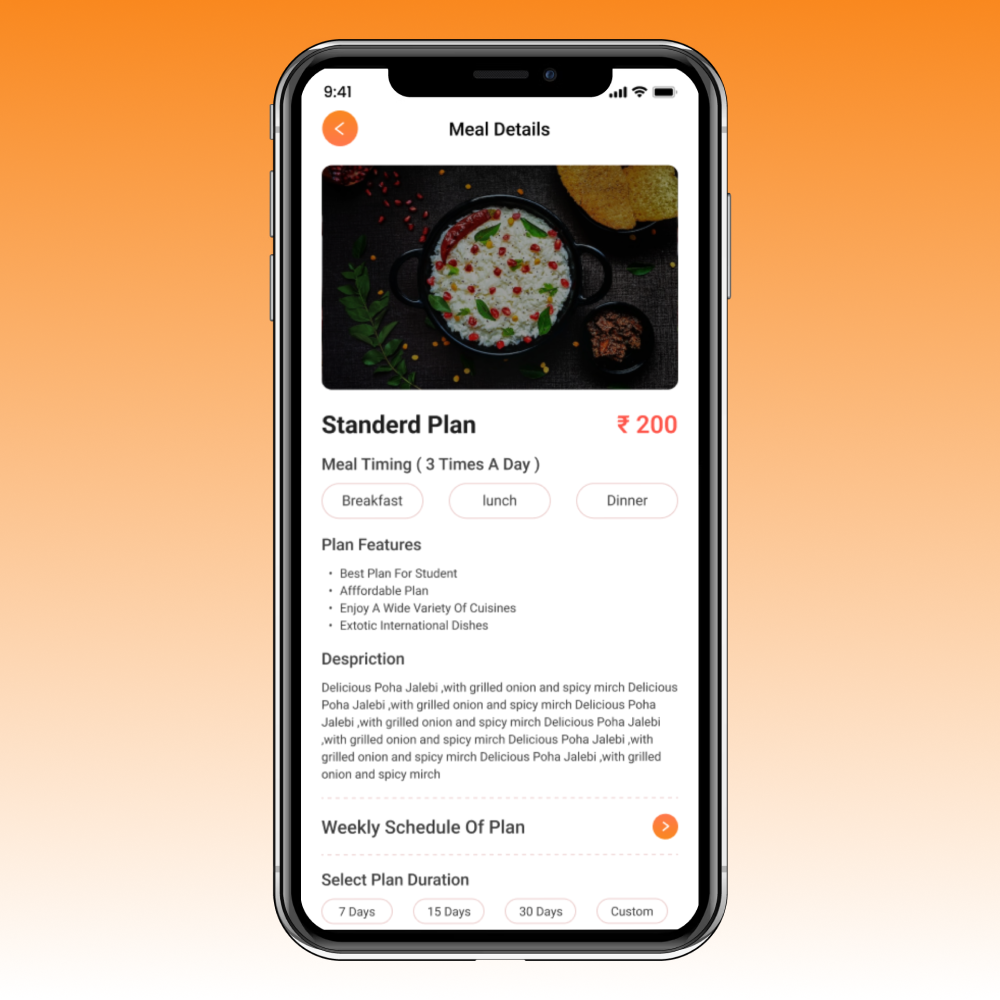 9:41
Meal Details
Standerd Plan
₹ 200
Meal Timing ( 3 Times A Day )
Breakfast
lunch
Dinner
Plan Features
• Best Plan For Student
• Afffordable Plan
• Enjoy A Wide Variety Of Cuisines
• Extotic International Dishes
Despriction
Delicious Poha Jalebi ,with grilled onion and spicy mirch Delicious
Poha Jalebi ,with grilled onion and spicy mirch Delicious Poha
Jalebi ,with grilled onion and spicy mirch Delicious Poha Jalebi
,with grilled onion and spicy mirch Delicious Poha Jalebi ,with
grilled onion and spicy mirch Delicious Poha Jalebi ,with grilled
onion and spicy mirch
Weekly Schedule Of Plan
Select Plan Duration
7 Days
15 Days
30 Days
Custom